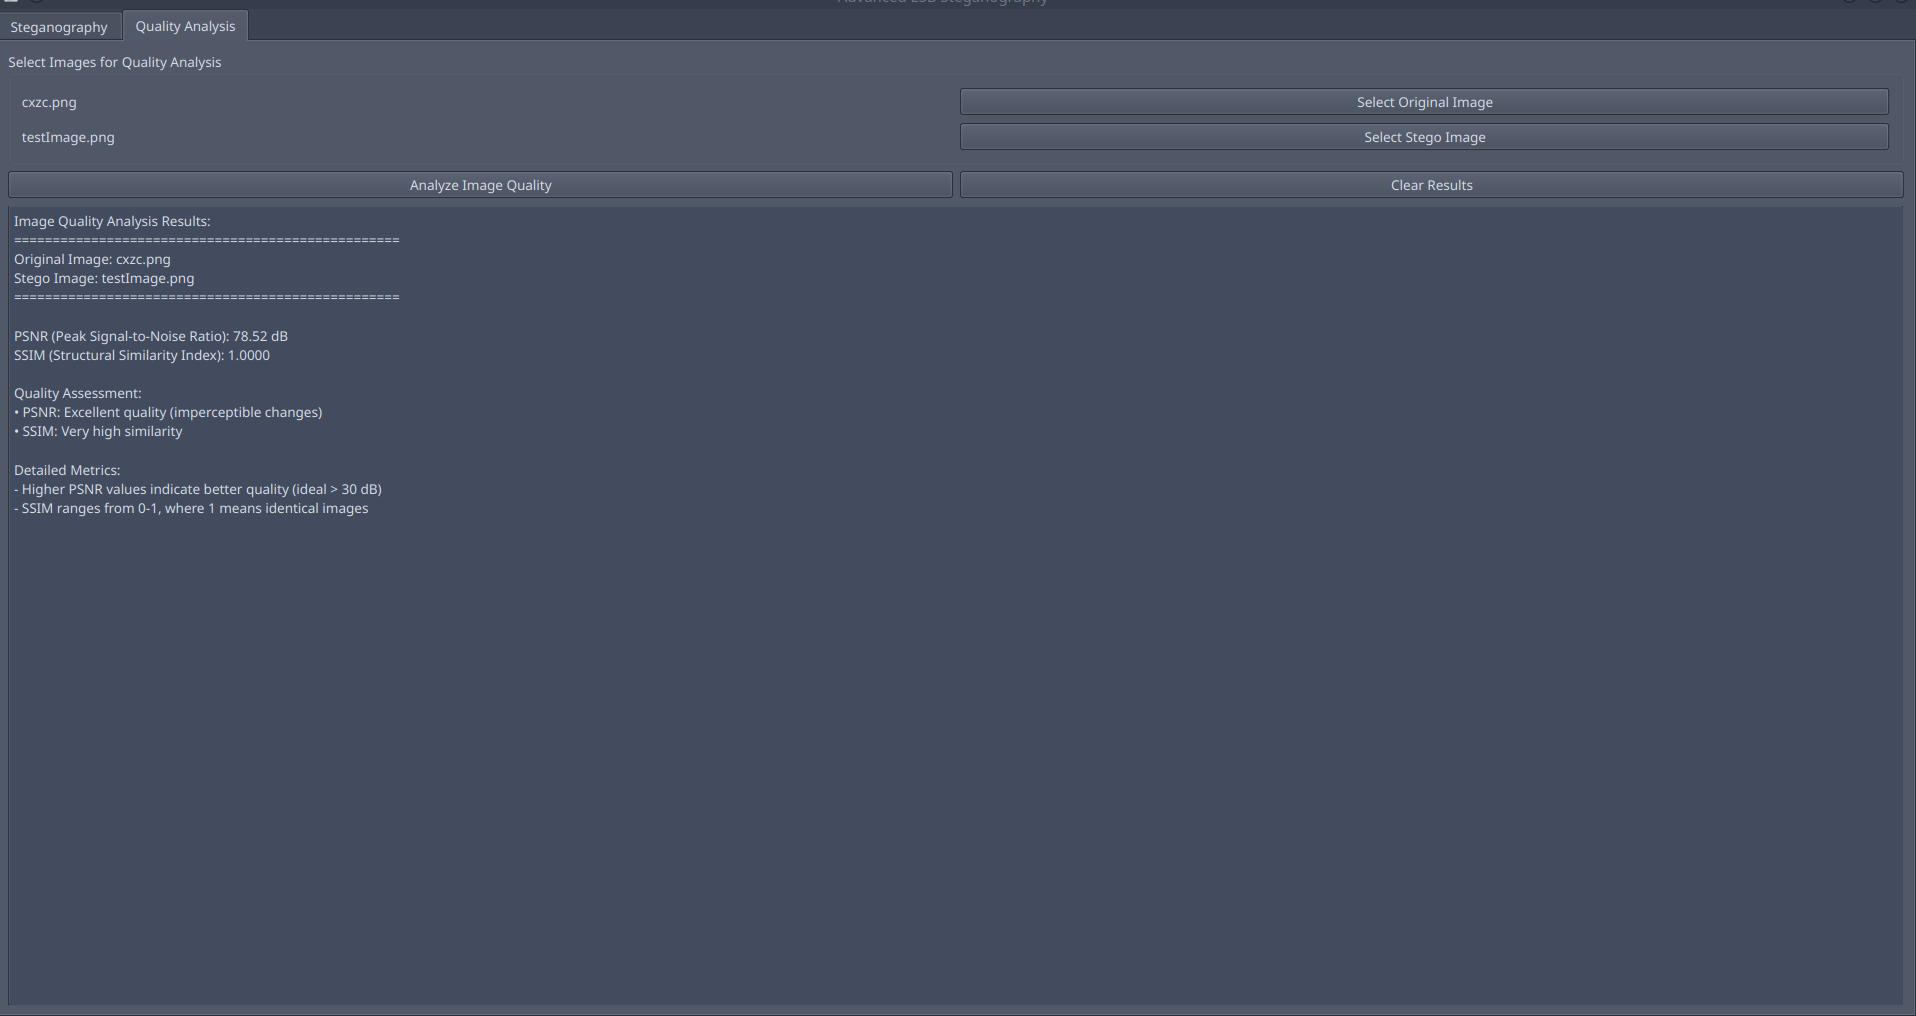 Steganography
Quality Analysis
Select Images for Quality Analysis
cxzc.png
Select Original Image
testImage.png
Select Stego Image
Analyze Image Quality
Clear Results
Image Quality Analysis Results:
==================================================
Original Image: cxzc.png
Stego Image: testImage.png
==================================================
PSNR (Peak Signal-to-Noise Ratio): 78.52 dB
SSIM (Structural Similarity Index): 1.0000
Quality Assessment:
• PSNR: Excellent quality (imperceptible changes)
• SSIM: Very high similarity
Detailed Metrics:
- Higher PSNR values indicate better quality (ideal > 30 dB)
- SSIM ranges from 0-1, where 1 means identical images